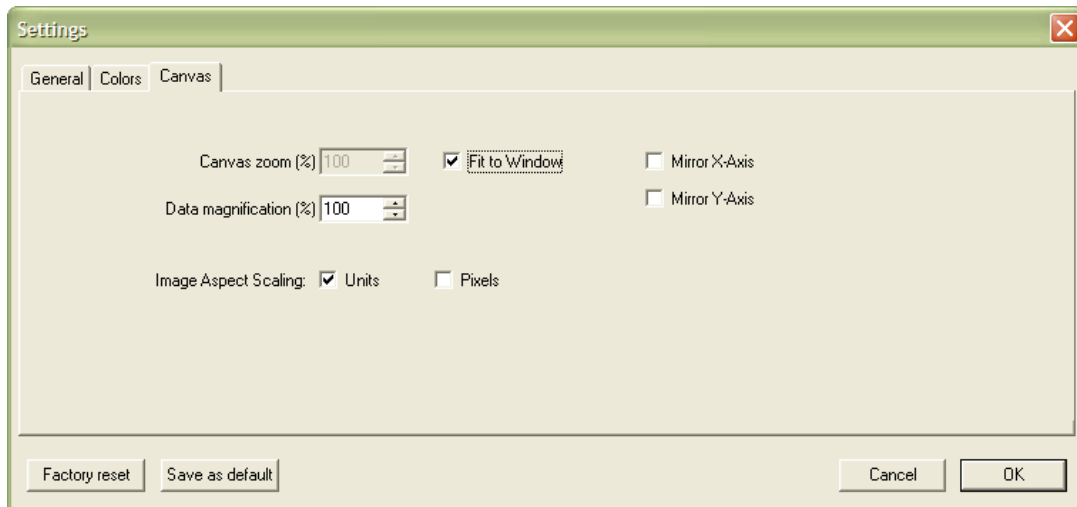 Settings
General Colors Canvas
Canvas zoom (%) 100 Fit to Window Mirror X-Axis
Mirror Y-Axis
Data magnification (%) 100
Image Aspect Scaling: Units Pixels
Factory reset Save as default Cancel OK